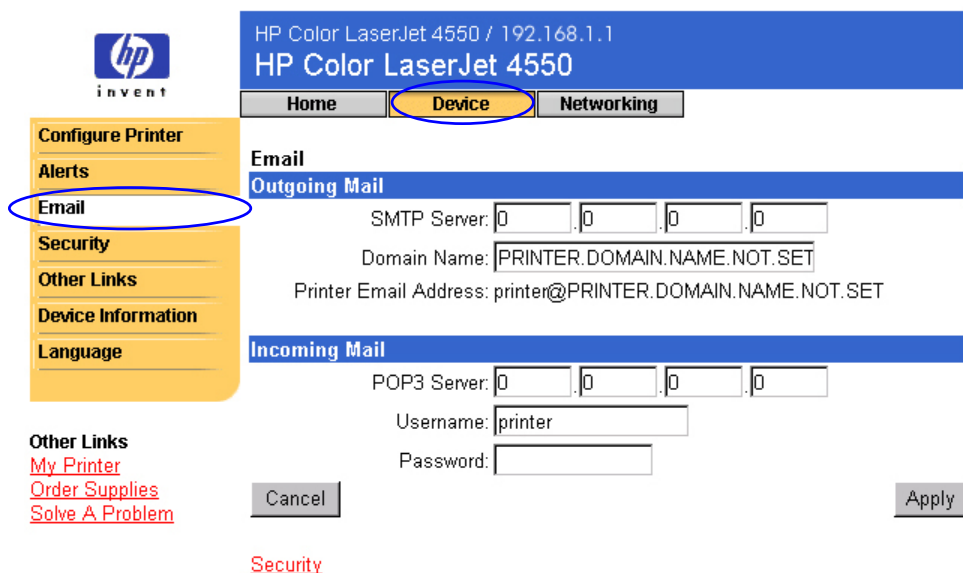 hp
invent
HP Color LaserJet 4550 / 192.168.1.1
HP Color LaserJet 4550
Home Device Networking
Configure Printer
Alerts
Email
Security
Other Links
Device Information
Language
Other Links
My Printer
Order Supplies
Solve A Problem
Email
Outgoing Mail
SMTP Server: 0 .0 .0 .0
Domain Name: PRINTER.DOMAIN.NAME.NOT.SET
Printer Email Address: printer@PRINTER.DOMAIN.NAME.NOT.SET
Incoming Mail
POP3 Server: 0 .0 .0 .0
Username: printer
Password:
Cancel Apply
Security